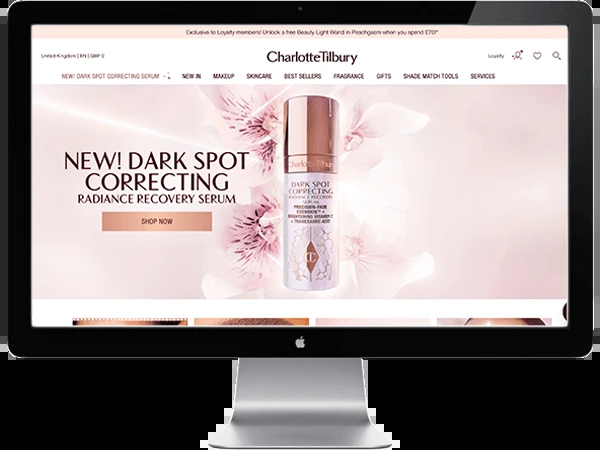 Exclusive to Loyalty members! Unlock a free Beauty Light Wand in Peachgasm when you spend £70!*
United Kingdom | EN | GBP £
CharlotteTilbury
Loyalty
NEW! DARK SPOT CORRECTING SERUM
NEW IN
MAKEUP
SKINCARE
BEST SELLERS
FRAGRANCE
GIFTS
SHADE MATCH TOOLS
SERVICES
NEW! DARK SPOT
CORRECTING
RADIANCE RECOVERY SERUM
SHOP NOW
Charlotte Tilbury
DARK SPOT
CORRECTING
RADIANCE RECOVERY
SERUM
BRIGHTENING VITAMIN C
+ TRANEXAMIC ACID
CT